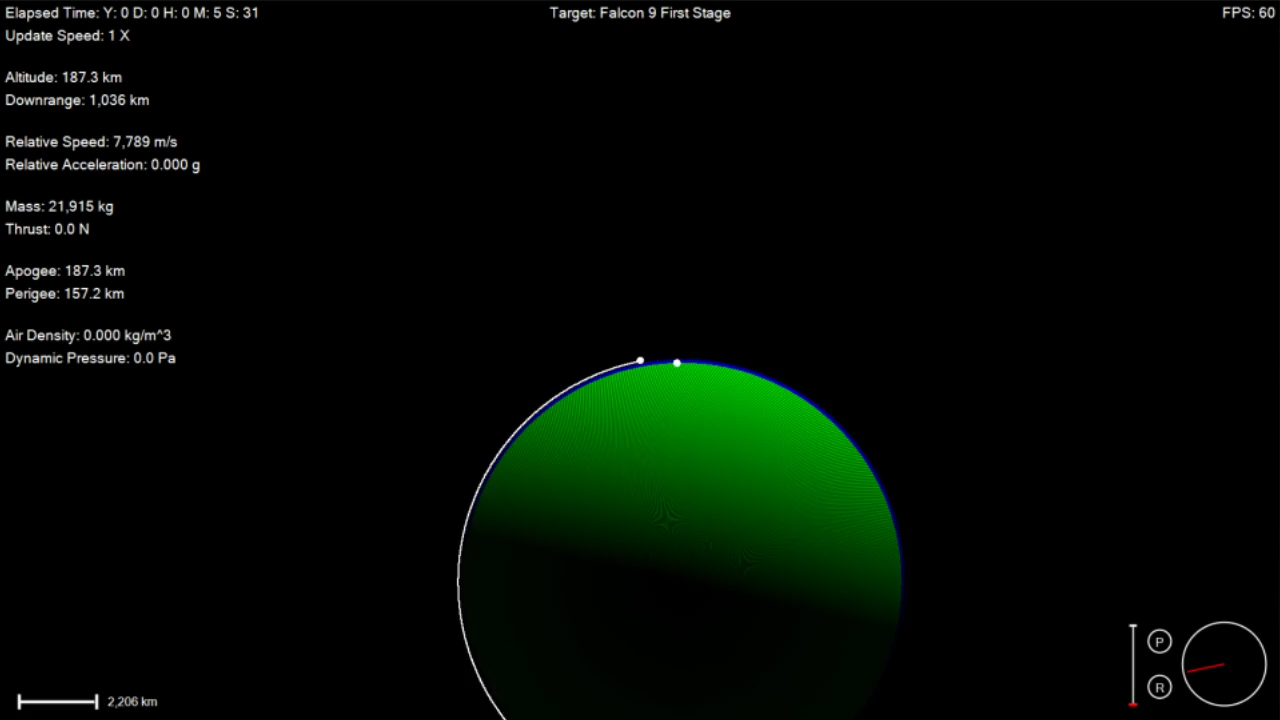 Elapsed Time: Y: 0 D: 0 H: 0 M: 5 S: 31
Target: Falcon 9 First Stage
FPS: 60
Update Speed: 1 X
Altitude: 187.3 km
Downrange: 1,036 km
Relative Speed: 7,789 m/s
Relative Acceleration: 0.000 g
Mass: 21,915 kg
Thrust: 0.0 N
Apogee: 187.3 km
Perigee: 157.2 km
Air Density: 0.000 kg/m^3
Dynamic Pressure: 0.0 Pa
P
R
2,206 km